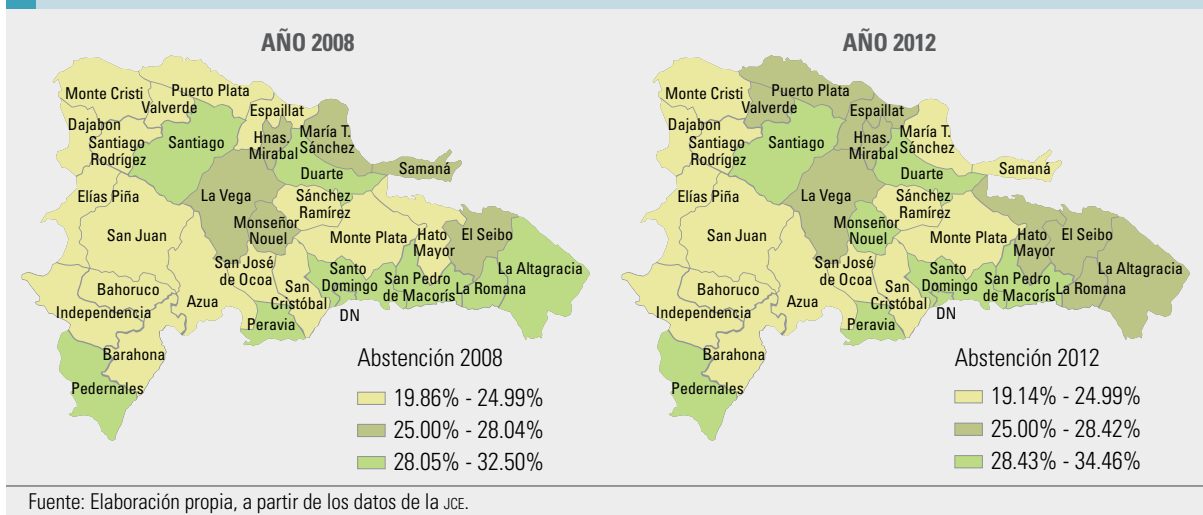 AÑO 2008
Monte Cristi
Puerto Plata
Valverde
Espaillat
Dajabon
Santiago
Rodrígez
Santiago
Hnas.
Mirabal
María T.
Sánchez
Samaná
Duarte
Elías Piña
La Vega
Sánchez
Ramírez
San Juan
Monseñor
Nouel
Monte Plata
Hato
Mayor
El Seibo
San José
de Ocoa
Santo
Domingo
San Pedro
de Macorís
La Altagracia
La Romana
Bahoruco
Azua
San
Cristóbal
Independencia
Peravia
DN
Barahona
Pedernales
Abstención 2008
19.86% - 24.99%
25.00% - 28.04%
28.05% - 32.50%
AÑO 2012
Monte Cristi
Puerto Plata
Valverde
Espaillat
Dajabon
Santiago
Rodrígez
Santiago
Hnas.
Mirabal
María T.
Sánchez
Samaná
Duarte
Elías Piña
La Vega
Sánchez
Ramírez
San Juan
Monseñor
Nouel
Monte Plata
Hato
Mayor
El Seibo
San José
de Ocoa
Santo
Domingo
San Pedro
de Macorís
La Altagracia
La Romana
Bahoruco
Azua
San
Cristóbal
Independencia
Peravia
DN
Barahona
Pedernales
Abstención 2012
19.14% - 24.99%
25.00% - 28.42%
28.43% - 34.46%
Fuente: Elaboración propia, a partir de los datos de la JCE.